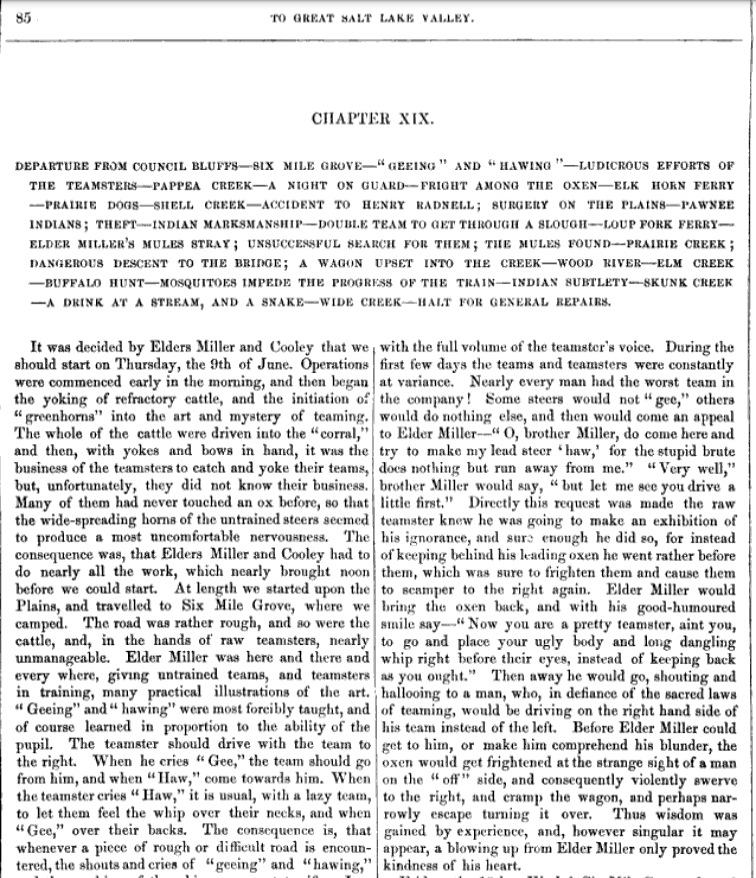 85
TO GREAT SALT LAKE VALLEY.
CHAPTER XIX.
DEPARTURE FROM COUNCIL BLUFFS—SIX MILE GROVE—"GEEING" AND "HAWING"—LUDICROUS EFFORTS OF
THE TEAMSTERS—PAPPEA CREEK—A NIGHT ON GUARD—FRIGHT AMONG THE OXEN—ELK HORN FERRY
—PRAIRIE DOGS—SHELL CREEK—ACCIDENT TO HENRY RADNELL; SURGERY ON THE PLAINS—PAWNEE
INDIANS; THEFT—INDIAN MARKSMANSHIP—DOUBLE TEAM TO GET THROUGH A SLOUGH—LOUP FORK FERRY—
ELDER MILLER'S MULES STRAY; UNSUCCESSFUL SEARCH FOR THEM; THE MULES FOUND—PRAIRIE CREEK;
DANGEROUS DESCENT TO THE BRIDGE; A WAGON UPSET INTO THE CREEK—WOOD RIVER—ELM CREEK
—BUFFALO HUNT—MOSQUITOES IMPEDE THE PROGRESS OF THE TRAIN—INDIAN SUBTLETY—SKUNK CREEK
—A DRINK AT A STREAM, AND A SNAKE—WIDE CREEK—HALT FOR GENERAL REPAIRS.
It was decided by Elders Miller and Cooley that we
should start on Thursday, the 9th of June. Operations
were commenced early in the morning, and then began
the yoking of refractory cattle, and the initiation of
"greenhorns" into the art and mystery of teaming.
The whole of the cattle were driven into the "corral,"
and then, with yokes and bows in hand, it was the
business of the teamsters to catch and yoke their teams,
but, unfortunately, they did not know their business.
Many of them had never touched an ox before, so that
the wide-spreading horns of the untrained steers seemed
to produce a most uncomfortable nervousness. The
consequence was, that Elders Miller and Cooley had to
do nearly all the work, which nearly brought noon
before we could start. At length we started upon the
Plains, and travelled to Six Mile Grove, where we
camped. The road was rather rough, and so were the
cattle, and, in the hands of raw teamsters, nearly
unmanageable. Elder Miller was here and there and
every where, giving untrained teams, and teamsters
in training, many practical illustrations of the art.
"Geeing" and "hawing" were most forcibly taught, and
of course learned in proportion to the ability of the
pupil. The teamster should drive with the team to
the right. When he cries "Gee," the team should go
from him, and when "Haw," come towards him. When
the teamster cries "Haw," it is usual, with a lazy team,
to let them feel the whip over their necks, and when
"Gee," over their backs. The consequence is, that
whenever a piece of rough or difficult road is encoun-
tered, the shouts and cries of "geeing" and "hawing,"
with the full volume of the teamster's voice. During the
first few days the teams and teamsters were constantly
at variance. Nearly every man had the worst team in
the company! Some steers would not "gee," others
would do nothing else, and then would come an appeal
to Elder Miller—"O, brother Miller, do come here and
try to make my lead steer 'haw,' for the stupid brute
does nothing but run away from me." "Very well,"
brother Miller would say, "but let me see you drive a
little first." Directly this request was made the raw
teamster knew he was going to make an exhibition of
his ignorance, and sure enough he did so, for instead
of keeping behind his leading oxen he went rather before
them, which was sure to frighten them and cause them
to scamper to the right again. Elder Miller would
bring the oxen back, and with his good-humoured
smile say—"Now you are a pretty teamster, aint you,
to go and place your ugly body and long dangling
whip right before their eyes, instead of keeping back
as you ought." Then away he would go, shouting and
hallooing to a man, who, in defiance of the sacred laws
of teaming, would be driving on the right hand side of
his team instead of the left. Before Elder Miller could
get to him, or make him comprehend his blunder, the
oxen would get frightened at the strange sight of a man
on the "off" side, and consequently violently swerve
to the right, and cramp the wagon, and perhaps nar-
rowly escape turning it over. Thus wisdom was
gained by experience, and, however singular it may
appear, a blowing up from Elder Miller only proved the
kindness of his heart.